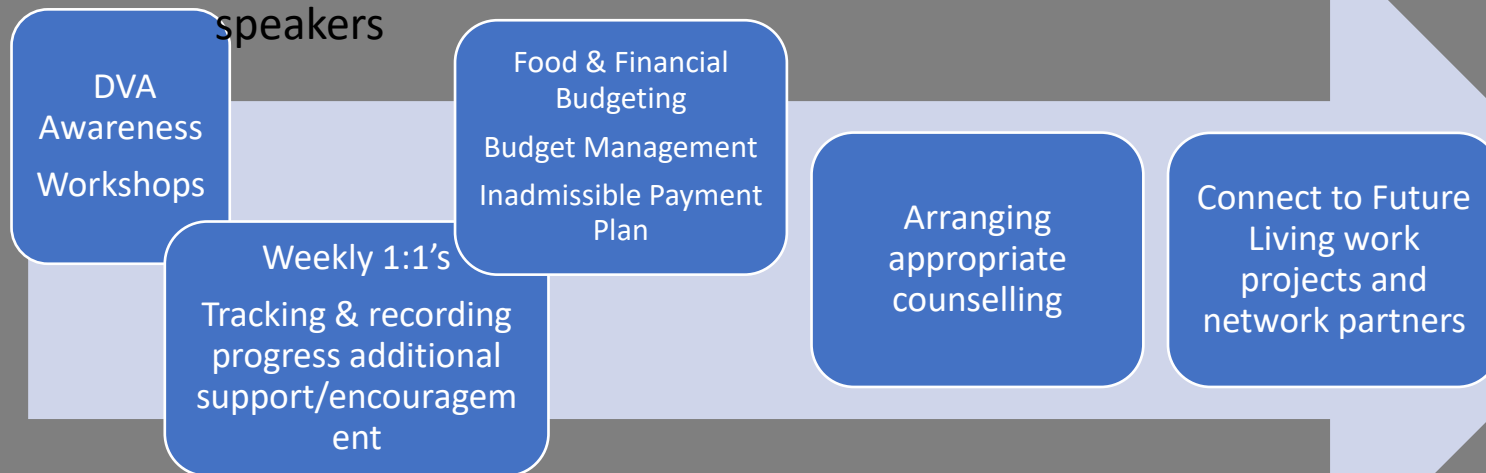 speakers
DVA
Awareness
Workshops
Weekly 1:1’s
Tracking & recording
progress additional
support/encouragem
ent
Food & Financial
Budgeting
Budget Management
Inadmissible Payment
Plan
Arranging
appropriate
counselling
Connect to Future
Living work
projects and
network partners